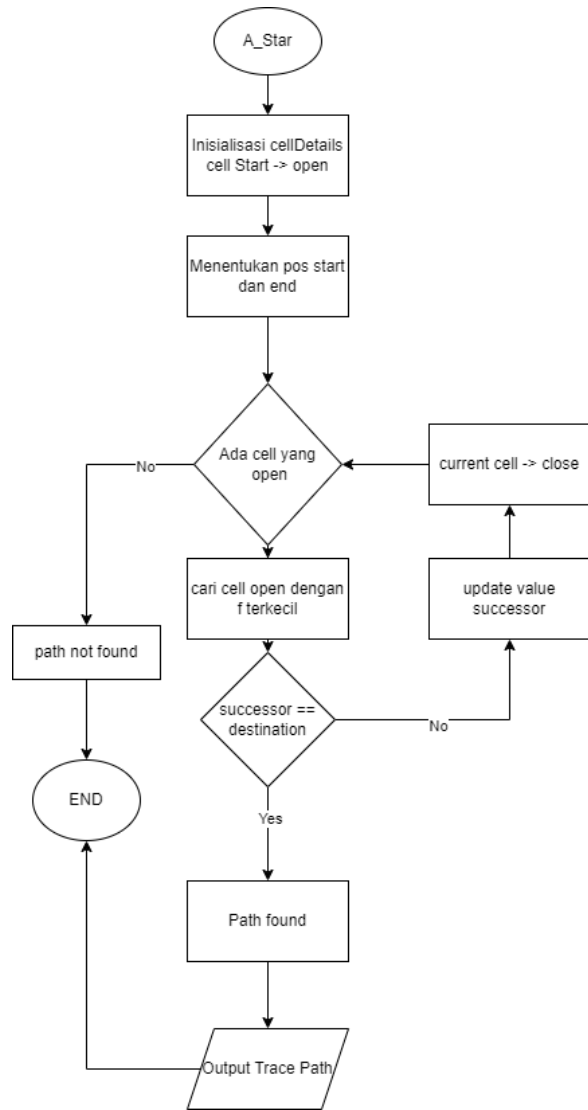 A_Star
Inisialisasi cellDetails
cell Start -> open
Menentukan pos start
dan end
Ada cell yang
open
No
current cell -> close
cari cell open dengan
f terkecil
update value
successor
path not found
successor ==
destination
No
END
Yes
Path found
Output Trace Path